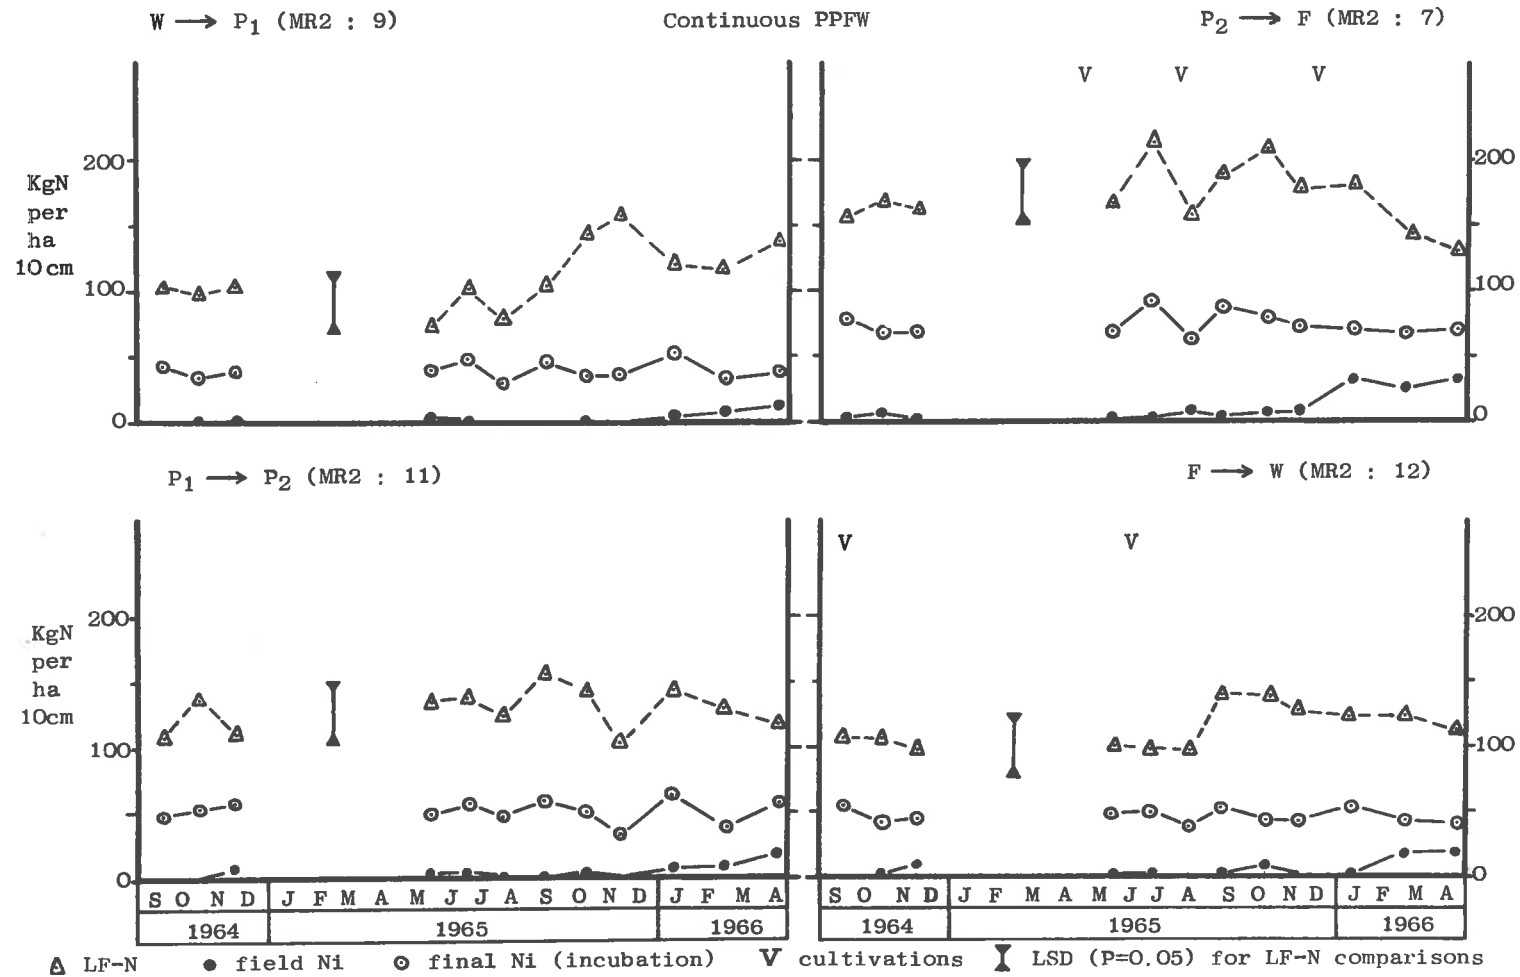 W → P1 (MR2 : 9) Continuous PPFW P2 → F (MR2 : 7)
V V V
200 200
KgN
per
ha
10cm
100 100
0 0
P1 → P2 (MR2 : 11) F → W (MR2 : 12)
V V
200 200
KgN
per
ha
10cm
100 100
0 0
S O N D J F M A M J J A S O N D J F M A S O N D J F M A M J J A S O N D J F M A
1964 1965 1966 1964 1965 1966
LF-N field Ni final Ni (incubation) V cultivations LSD (P=0.05) for LF-N comparisons